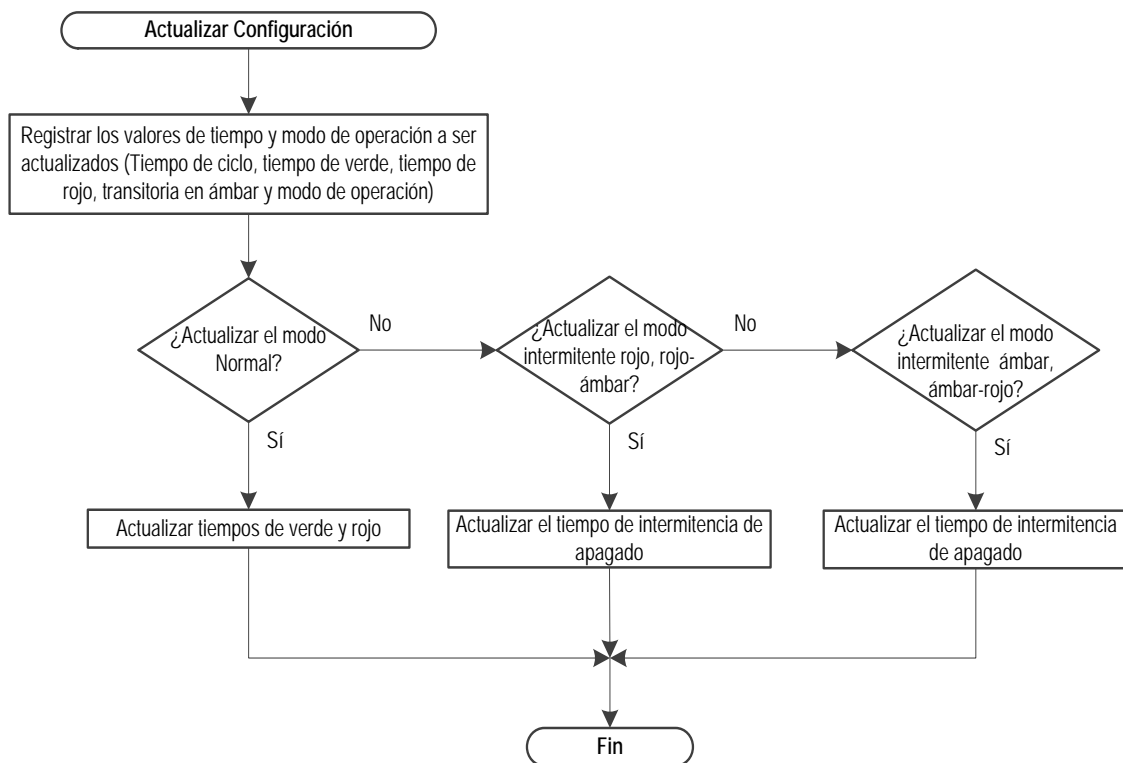 Actualizar Configuración
Registrar los valores de tiempo y modo de operación a ser
actualizados (Tiempo de ciclo, tiempo de verde, tiempo de
rojo, transitoria en ámbar y modo de operación)
¿Actualizar el modo
Normal?
No
¿Actualizar el modo
intermitente rojo, rojo-
ámbar?
No
¿Actualizar el modo
intermitente ámbar,
ámbar-rojo?
Sí
Sí
Sí
Actualizar tiempos de verde y rojo
Actualizar el tiempo de intermitencia de
apagado
Actualizar el tiempo de intermitencia
de apagado
Fin